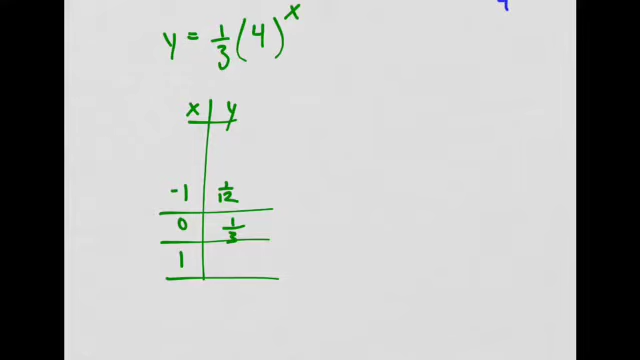 y = 1/3 (4)^x
x | y
-1 | 1/12
0 | 1/3
1 |